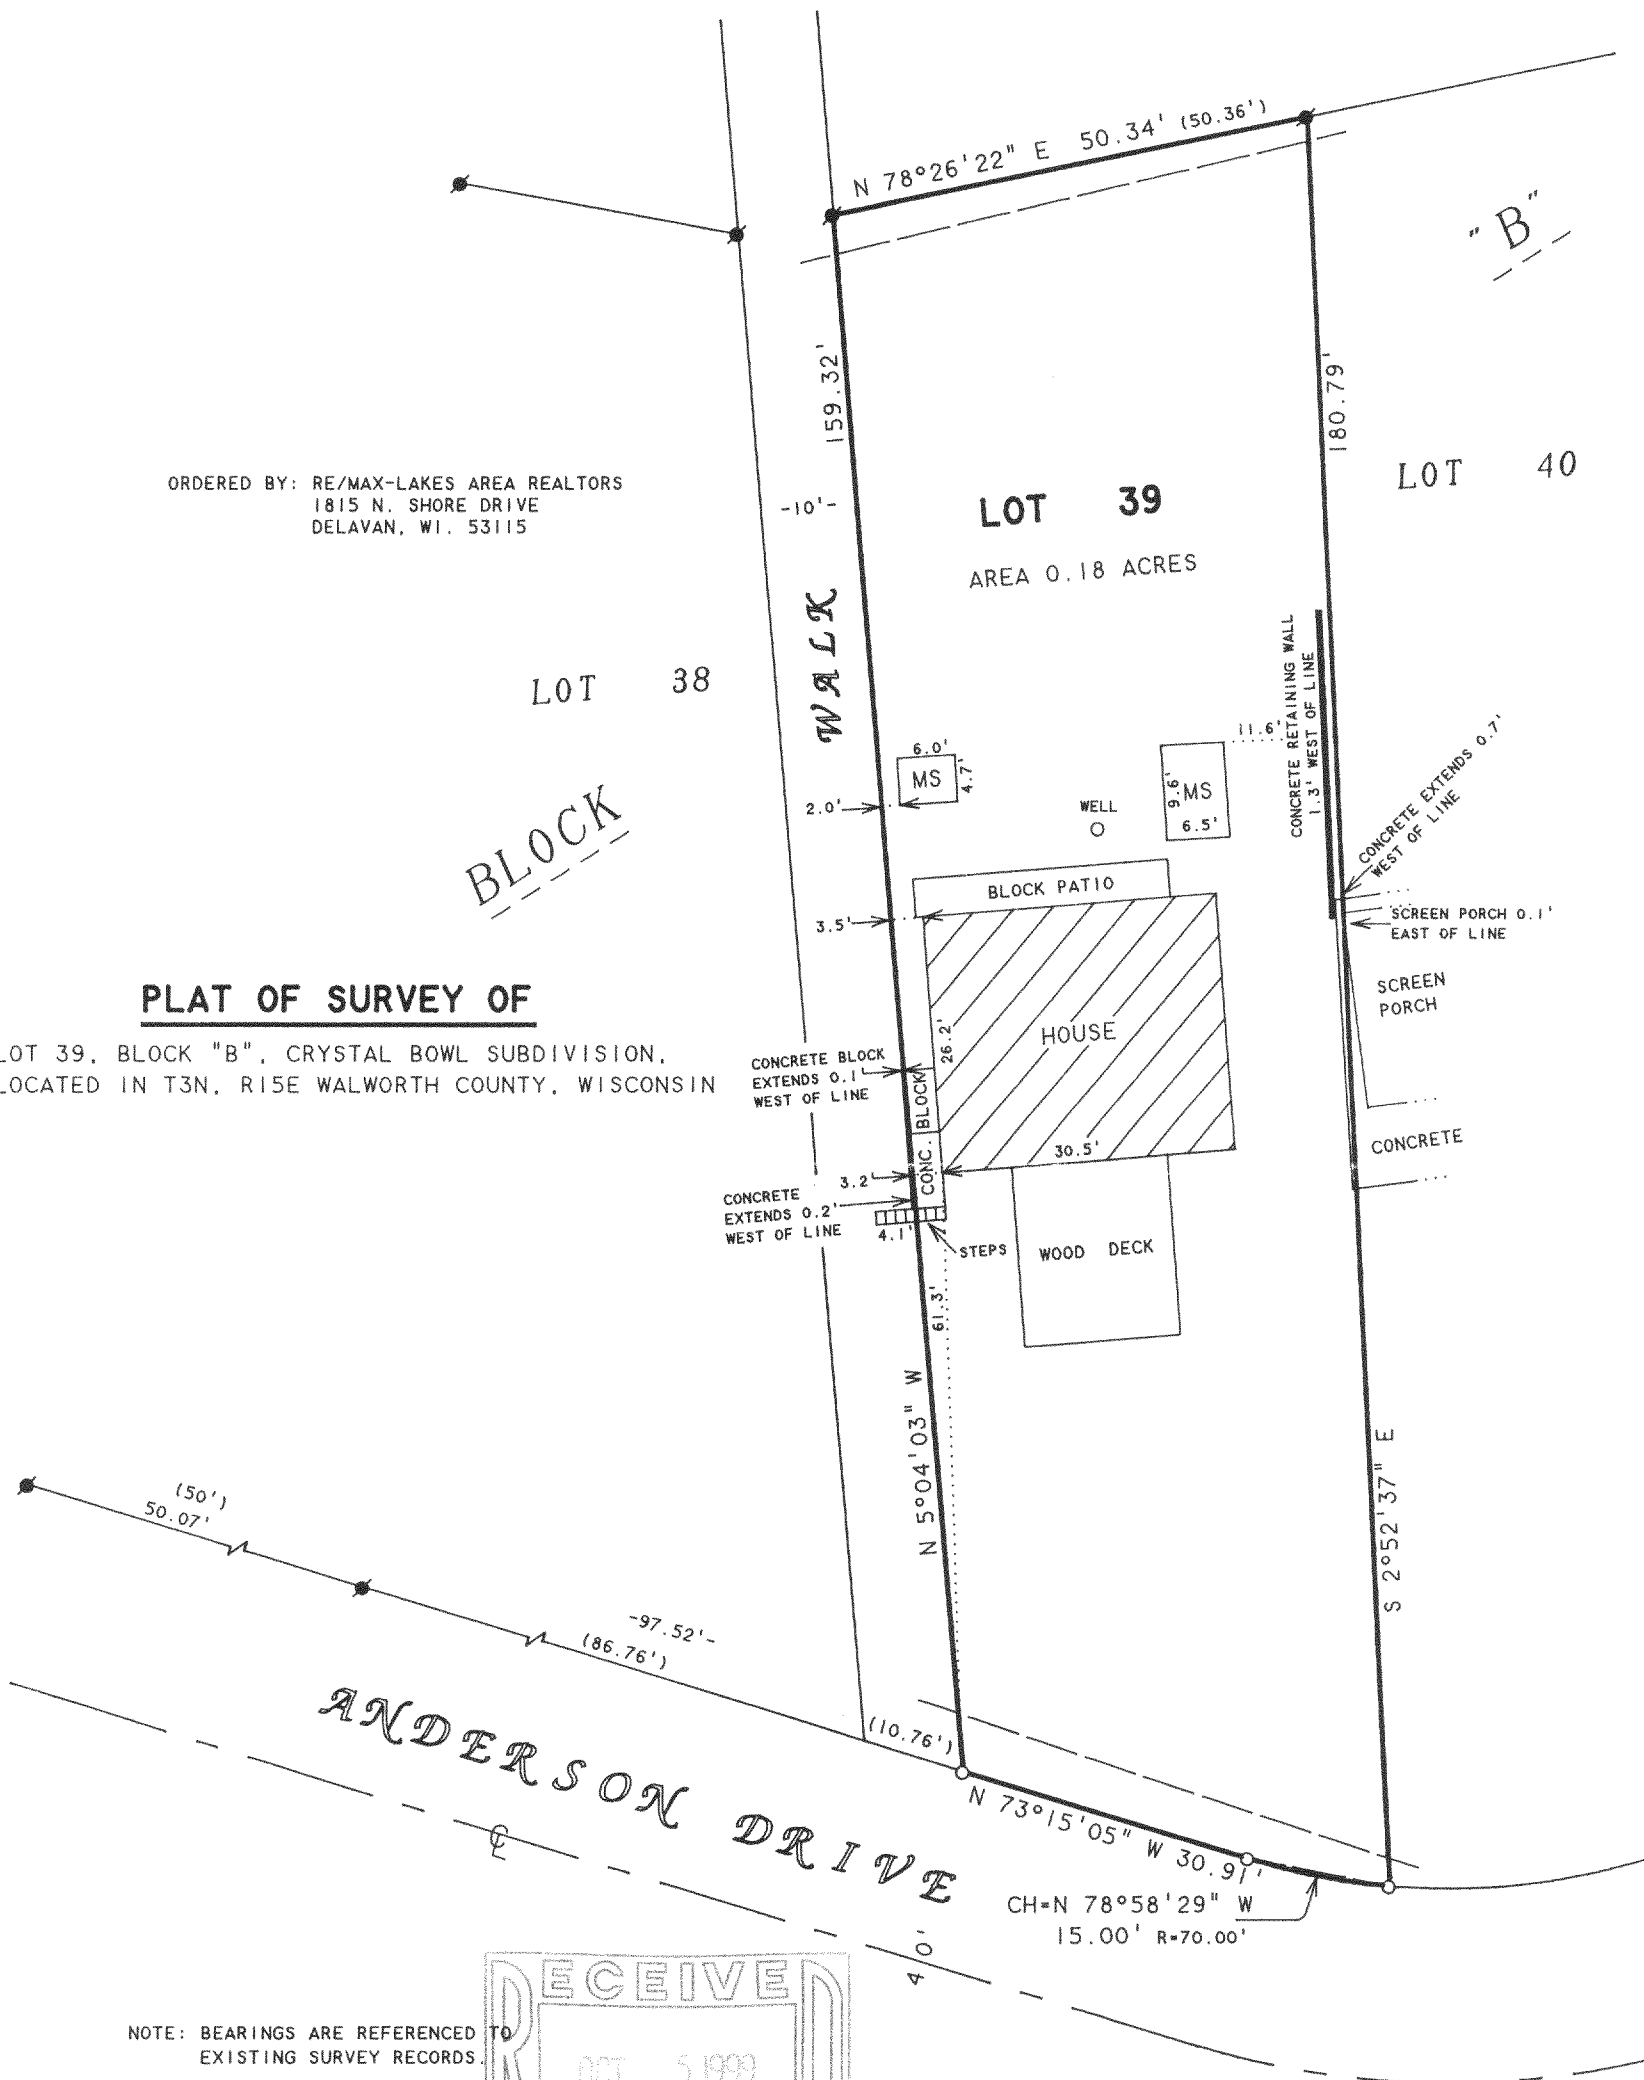 N 78°26'22" E 50.34' (50.36')
"B"
159.32'
180.79'
ORDERED BY: RE/MAX-LAKES AREA REALTORS
1815 N. SHORE DRIVE
DELAVAN, WI. 53115
-10'-
LOT 39
AREA 0.18 ACRES
LOT 40
WALK
LOT 38
BLOCK
CONCRETE RETAINING WALL
1.3' WEST OF LINE
11.6'
6.0'
MS
4.7'
2.0'
WELL
9.6'
MS
6.5'
CONCRETE EXTENDS 0.7'
WEST OF LINE
BLOCK PATIO
3.5'
SCREEN PORCH 0.1'
EAST OF LINE
SCREEN
PORCH
PLAT OF SURVEY OF
LOT 39, BLOCK "B", CRYSTAL BOWL SUBDIVISION,
LOCATED IN T3N, R15E WALWORTH COUNTY, WISCONSIN
HOUSE
26.2'
CONCRETE BLOCK
EXTENDS 0.1'
WEST OF LINE
CONC. BLOCK
30.5'
CONCRETE
3.2'
CONCRETE
EXTENDS 0.2'
WEST OF LINE
4.1'
STEPS
WOOD DECK
61.3'
N 5°04'03" W
S 2°52'37" E
(50')
50.07'
-97.52'-
(86.76')
(10.76')
ANDERSON DRIVE
N 73°15'05" W 30.91'
CH=N 78°58'29" W
15.00' R=70.00'
40'
RECEIVED
OCT 5 1999
NOTE: BEARINGS ARE REFERENCED TO
EXISTING SURVEY RECORDS.